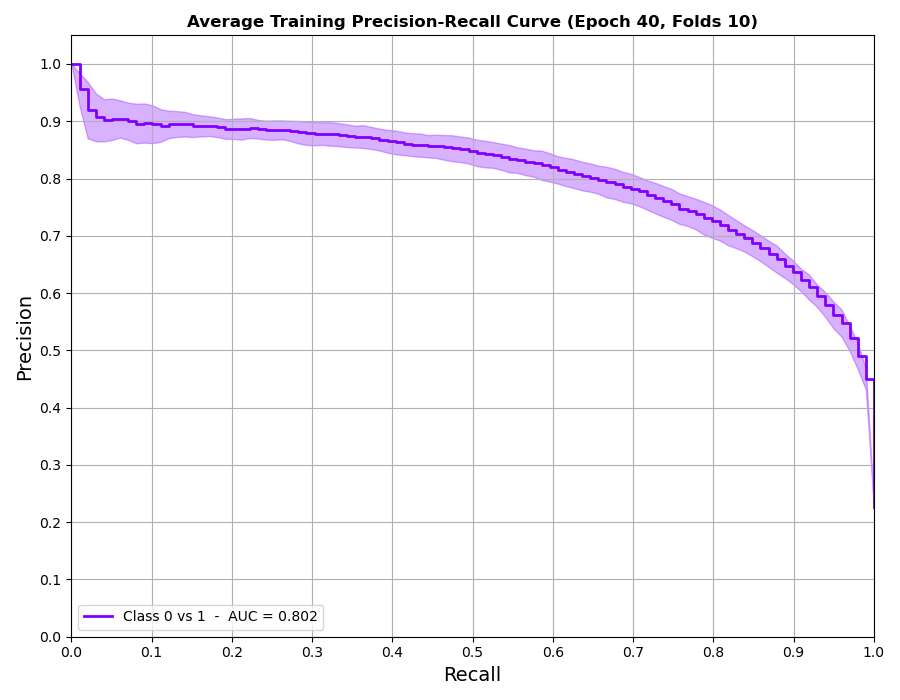 Average Training Precision-Recall Curve (Epoch 40, Folds 10)
Precision
1.0
0.9
0.8
0.7
0.6
0.5
0.4
0.3
0.2
0.1
0.0
Class 0 vs 1 - AUC = 0.802
0.0 0.1 0.2 0.3 0.4 0.5 0.6 0.7 0.8 0.9 1.0
Recall